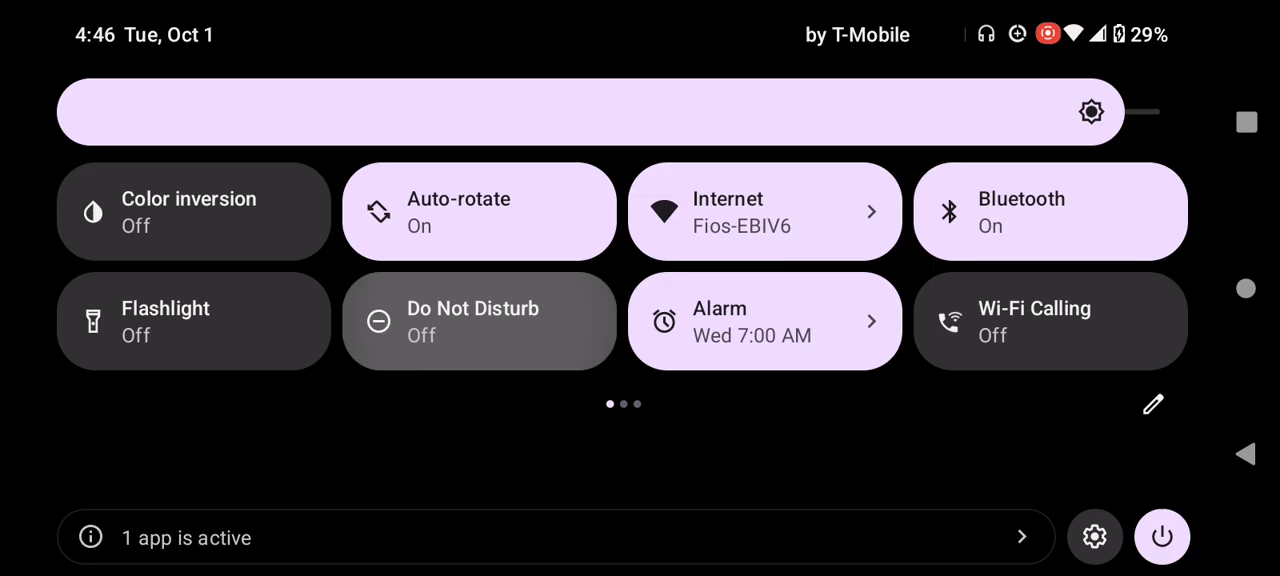 4:46 Tue, Oct 1
by T-Mobile
29%
Color inversion
Off
Auto-rotate
On
Internet
Fios-EBIV6
Bluetooth
On
Flashlight
Off
Do Not Disturb
Off
Alarm
Wed 7:00 AM
Wi-Fi Calling
Off
1 app is active